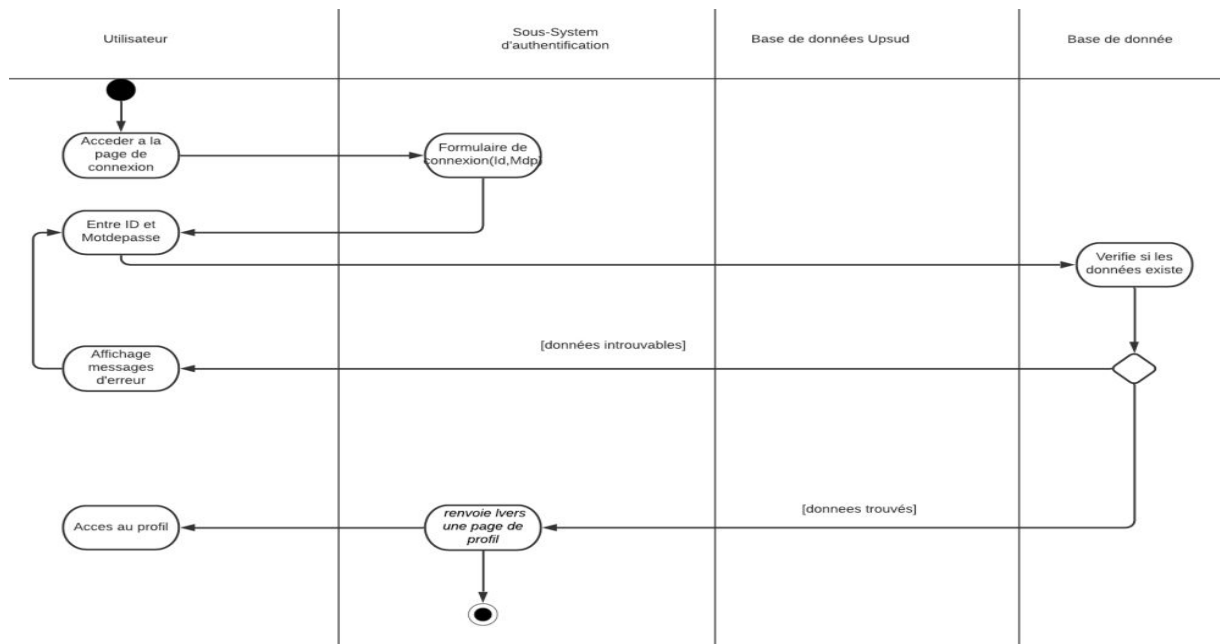 Utilisateur
Sous-System
d'authentification
Base de données Upsud
Base de donnée
Acceder a la
page de
connexion
Formulaire de
connexion(Id,Mdp)
Entre ID et
Motdepasse
Verifie si les
données existe
[données introuvables]
Affichage
messages
d'erreur
[donnees trouvés]
Acces au profil
renvoie lvers
une page de
profil